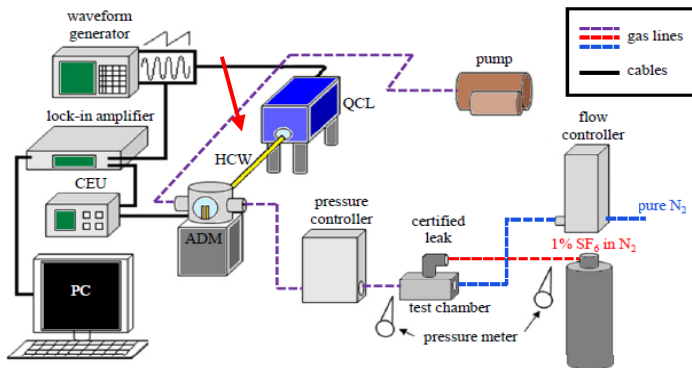 waveform
generator
lock-in amplifier
CEU
PC
HCW
ADM
QCL
pump
gas lines
cables
flow
controller
pressure
controller
certified
leak
pure N₂
1% SF₆ in N₂
test chamber
pressure meter